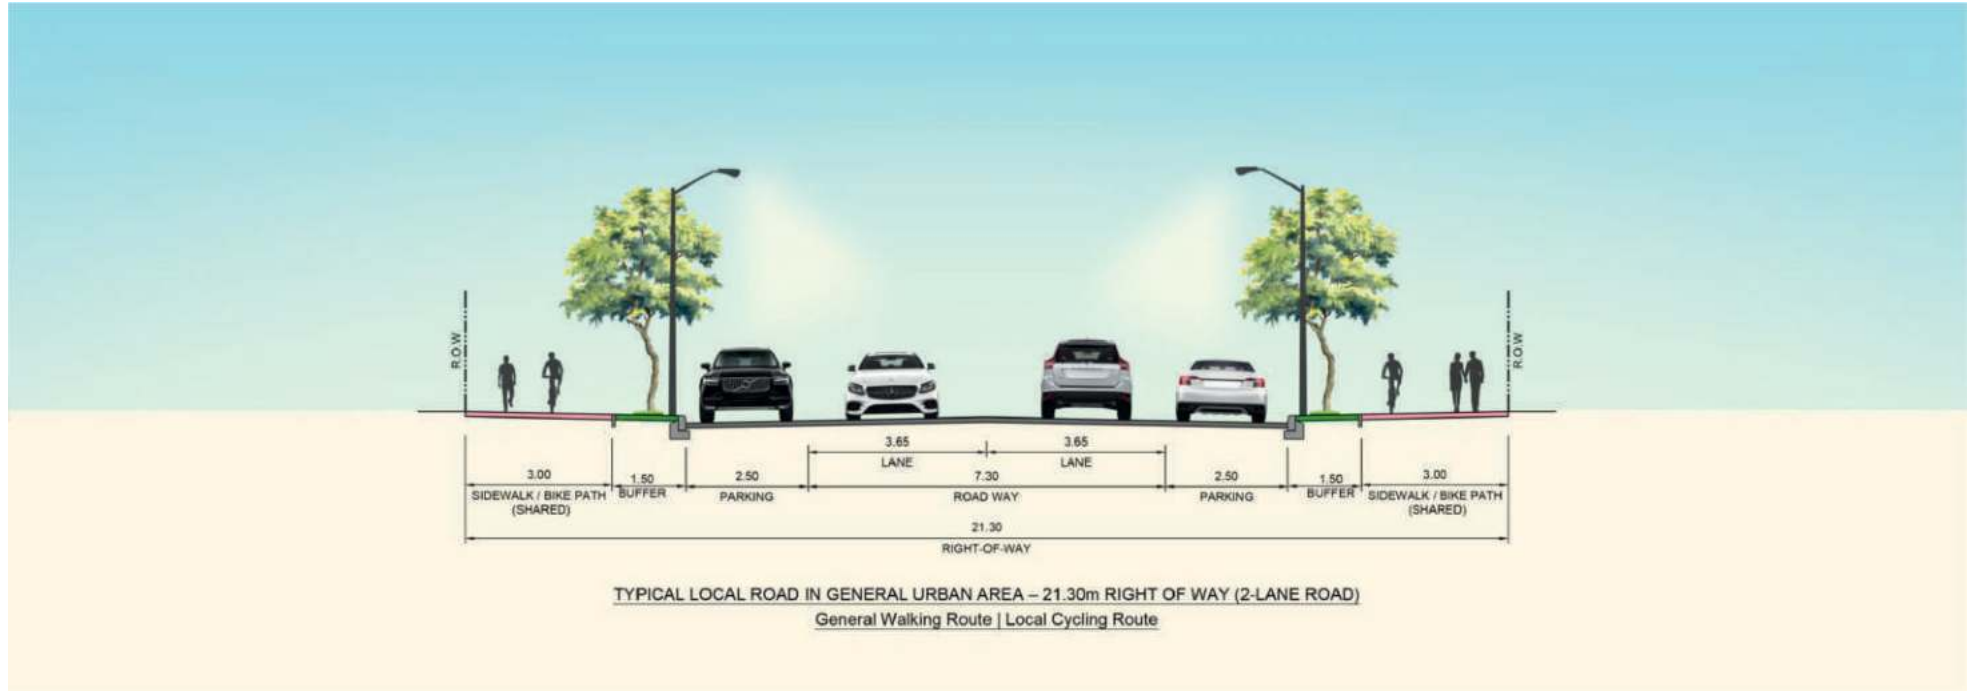 R.O.W
R.O.W
3.65
LANE
3.65
LANE
3.00
SIDEWALK / BIKE PATH
(SHARED)
1.50
BUFFER
2.50
PARKING
7.30
ROAD WAY
2.50
PARKING
1.50
BUFFER
3.00
SIDEWALK / BIKE PATH
(SHARED)
21.30
RIGHT-OF-WAY
TYPICAL LOCAL ROAD IN GENERAL URBAN AREA – 21.30m RIGHT OF WAY (2-LANE ROAD)
General Walking Route | Local Cycling Route